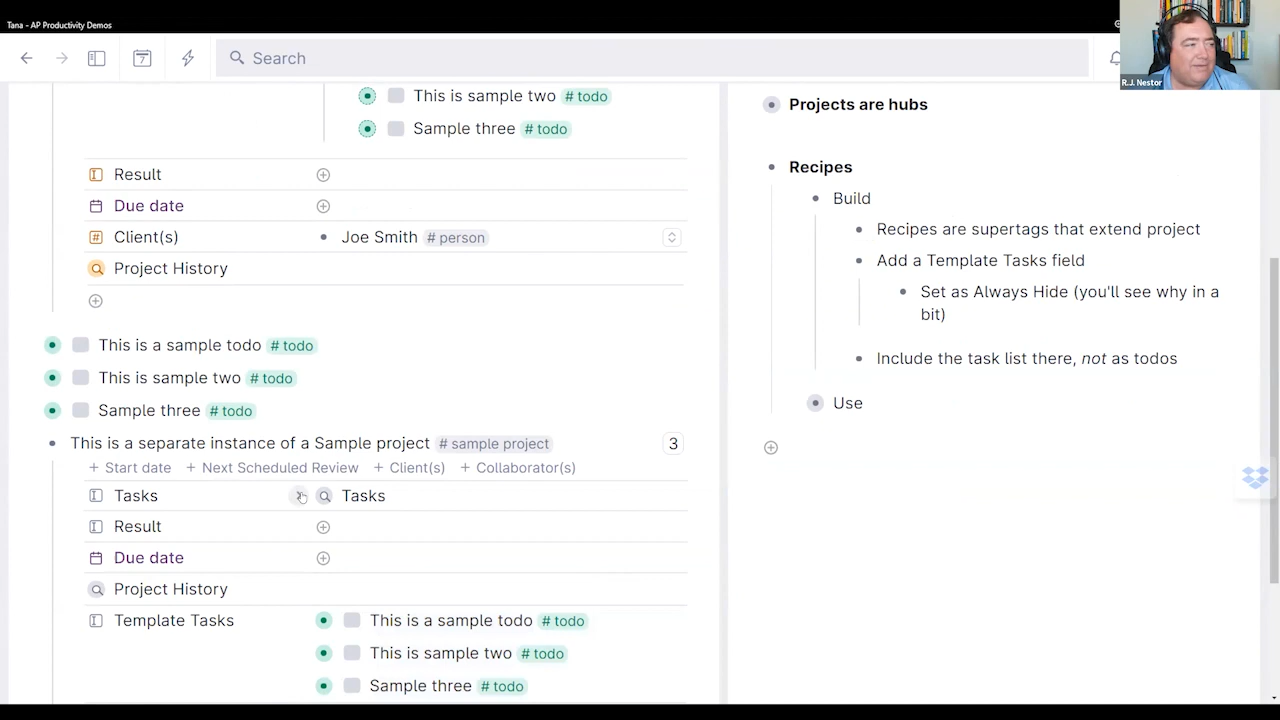 Tana - AP Productivity Demos
7
Search
R.J. Nestor
This is sample two # todo
Sample three # todo
Result
Due date
Client(s)
Joe Smith # person
Project History
This is a sample todo # todo
This is sample two # todo
Sample three # todo
This is a separate instance of a Sample project # sample project 3
+ Start date + Next Scheduled Review + Client(s) + Collaborator(s)
Tasks
Tasks
Result
Due date
Project History
Template Tasks
This is a sample todo # todo
This is sample two # todo
Sample three # todo
Projects are hubs
Recipes
Build
Recipes are supertags that extend project
Add a Template Tasks field
Set as Always Hide (you'll see why in a
bit)
Include the task list there, not as todos
Use